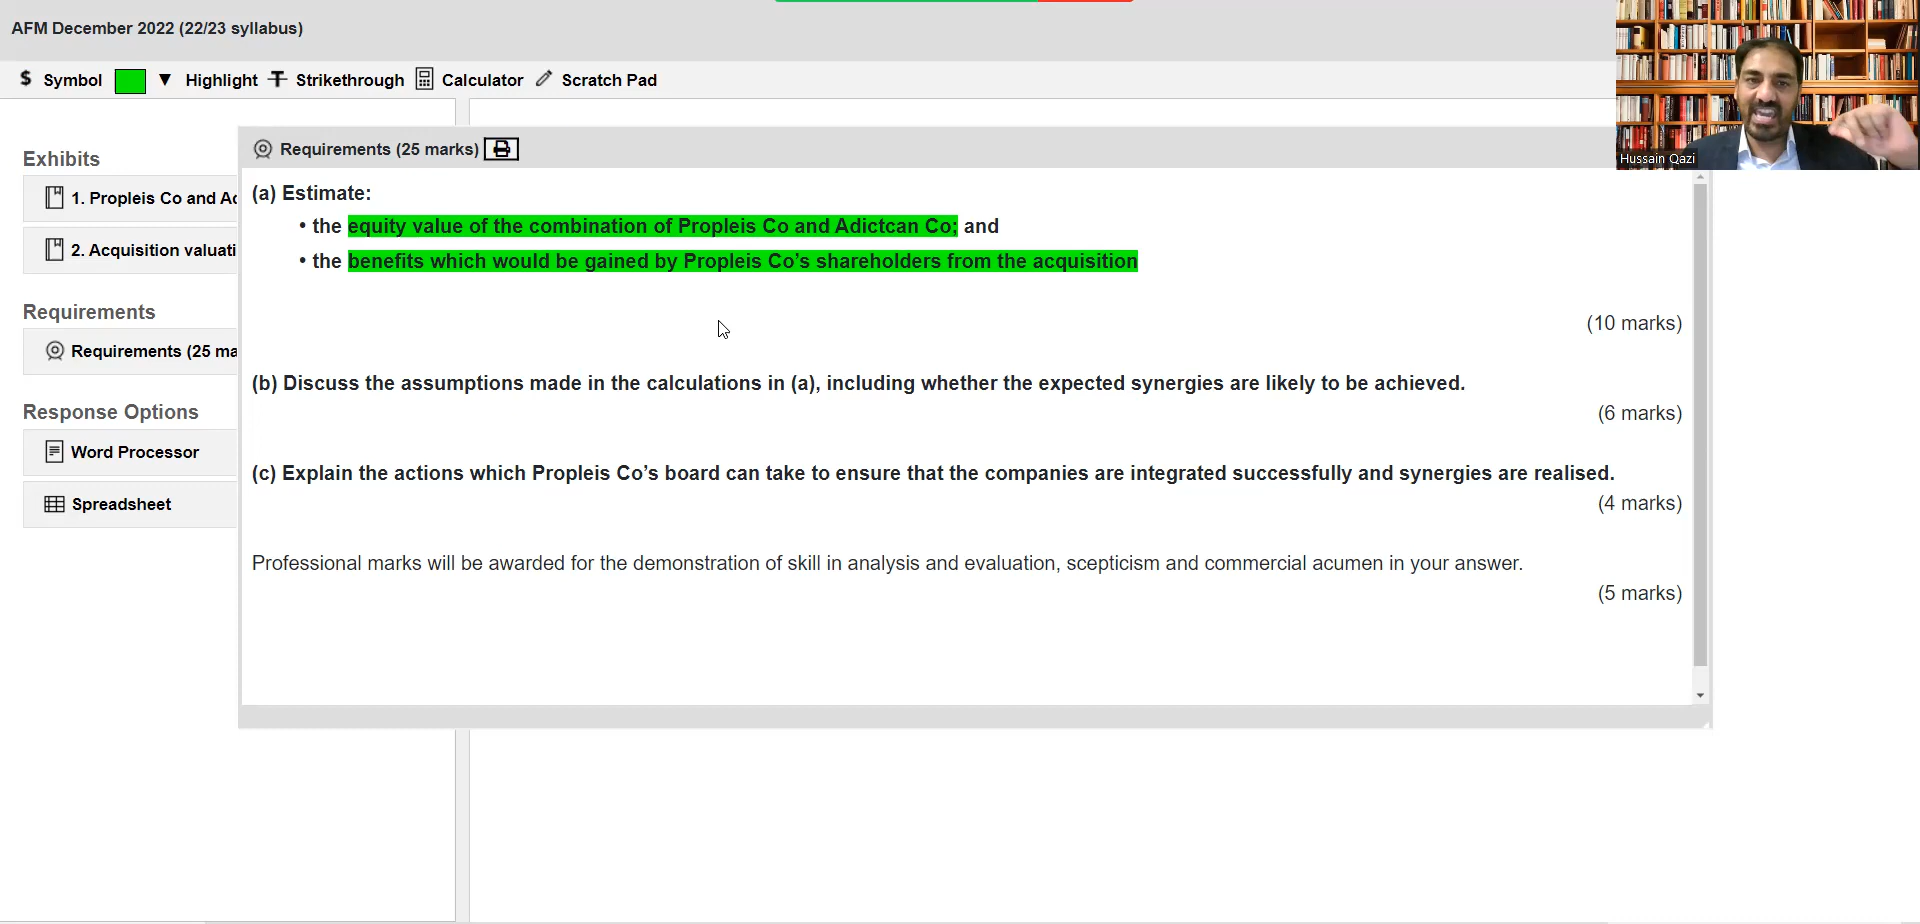 AFM December 2022 (22/23 syllabus)
$ Symbol ▼ Highlight T Strikethrough Calculator Scratch Pad
Hussain Qazi
Exhibits
1. Propleis Co and Ac
2. Acquisition valuati
Requirements
Requirements (25 ma
Response Options
Word Processor
Spreadsheet
Requirements (25 marks)
(a) Estimate:
• the equity value of the combination of Propleis Co and Adictcan Co; and
• the benefits which would be gained by Propleis Co's shareholders from the acquisition
(10 marks)
(b) Discuss the assumptions made in the calculations in (a), including whether the expected synergies are likely to be achieved.
(6 marks)
(c) Explain the actions which Propleis Co's board can take to ensure that the companies are integrated successfully and synergies are realised.
(4 marks)
Professional marks will be awarded for the demonstration of skill in analysis and evaluation, scepticism and commercial acumen in your answer.
(5 marks)